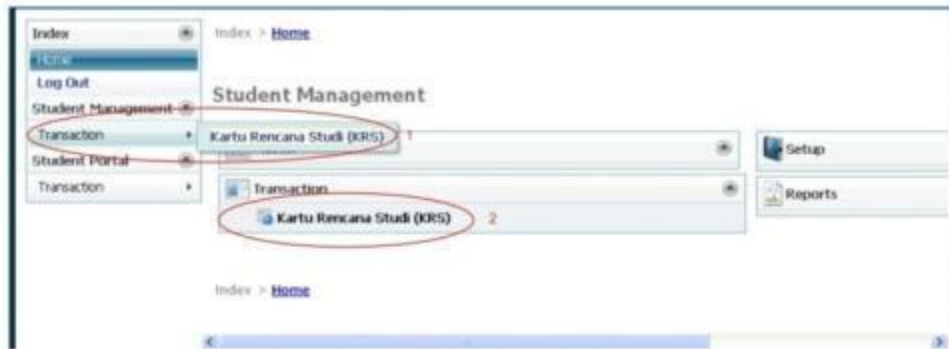 Index
Home
Log Out
Student Management
Transaction
Student Portal
Transaction
Index > Home
Student Management
Kartu Rencana Studi (KRS) 1
Transaction
Kartu Rencana Studi (KRS) 2
Setup
Reports
Index > Home